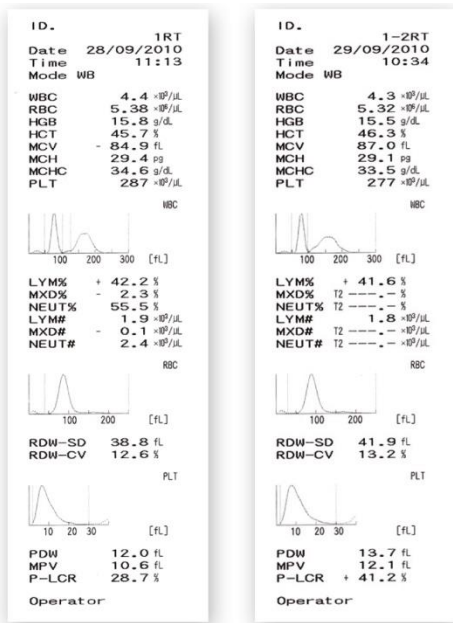 ID.
1RT
Date 28/09/2010
Time 11:13
Mode WB
WBC 4.4 ×10³/µL
RBC 5.38 ×10⁶/µL
HGB 15.8 g/dL
HCT 45.7 %
MCV - 84.9 fL
MCH 29.4 pg
MCHC 34.6 g/dL
PLT 287 ×10³/µL
WBC
100 200 300 [fL]
LYM% + 42.2 %
MXD% - 2.3 %
NEUT% 55.5 %
LYM# 1.9 ×10³/µL
MXD# - 0.1 ×10³/µL
NEUT# 2.4 ×10³/µL
RBC
100 200 [fL]
RDW-SD 38.8 fL
RDW-CV 12.6 %
PLT
10 20 30 [fL]
PDW 12.0 fL
MPV 10.6 fL
P-LCR 28.7 %
Operator
ID.
1-2RT
Date 29/09/2010
Time 10:34
Mode WB
WBC 4.3 ×10³/µL
RBC 5.32 ×10⁶/µL
HGB 15.5 g/dL
HCT 46.3 %
MCV 87.0 fL
MCH 29.1 pg
MCHC 33.5 g/dL
PLT 277 ×10³/µL
WBC
100 200 300 [fL]
LYM% + 41.6 %
MXD% T2 ---.- %
NEUT% T2 ---.- %
LYM# 1.8 ×10³/µL
MXD# T2 ---.- ×10³/µL
NEUT# T2 ---.- ×10³/µL
RBC
100 200 [fL]
RDW-SD 41.9 fL
RDW-CV 13.2 %
PLT
10 20 30 [fL]
PDW 13.7 fL
MPV 12.1 fL
P-LCR + 41.2 %
Operator